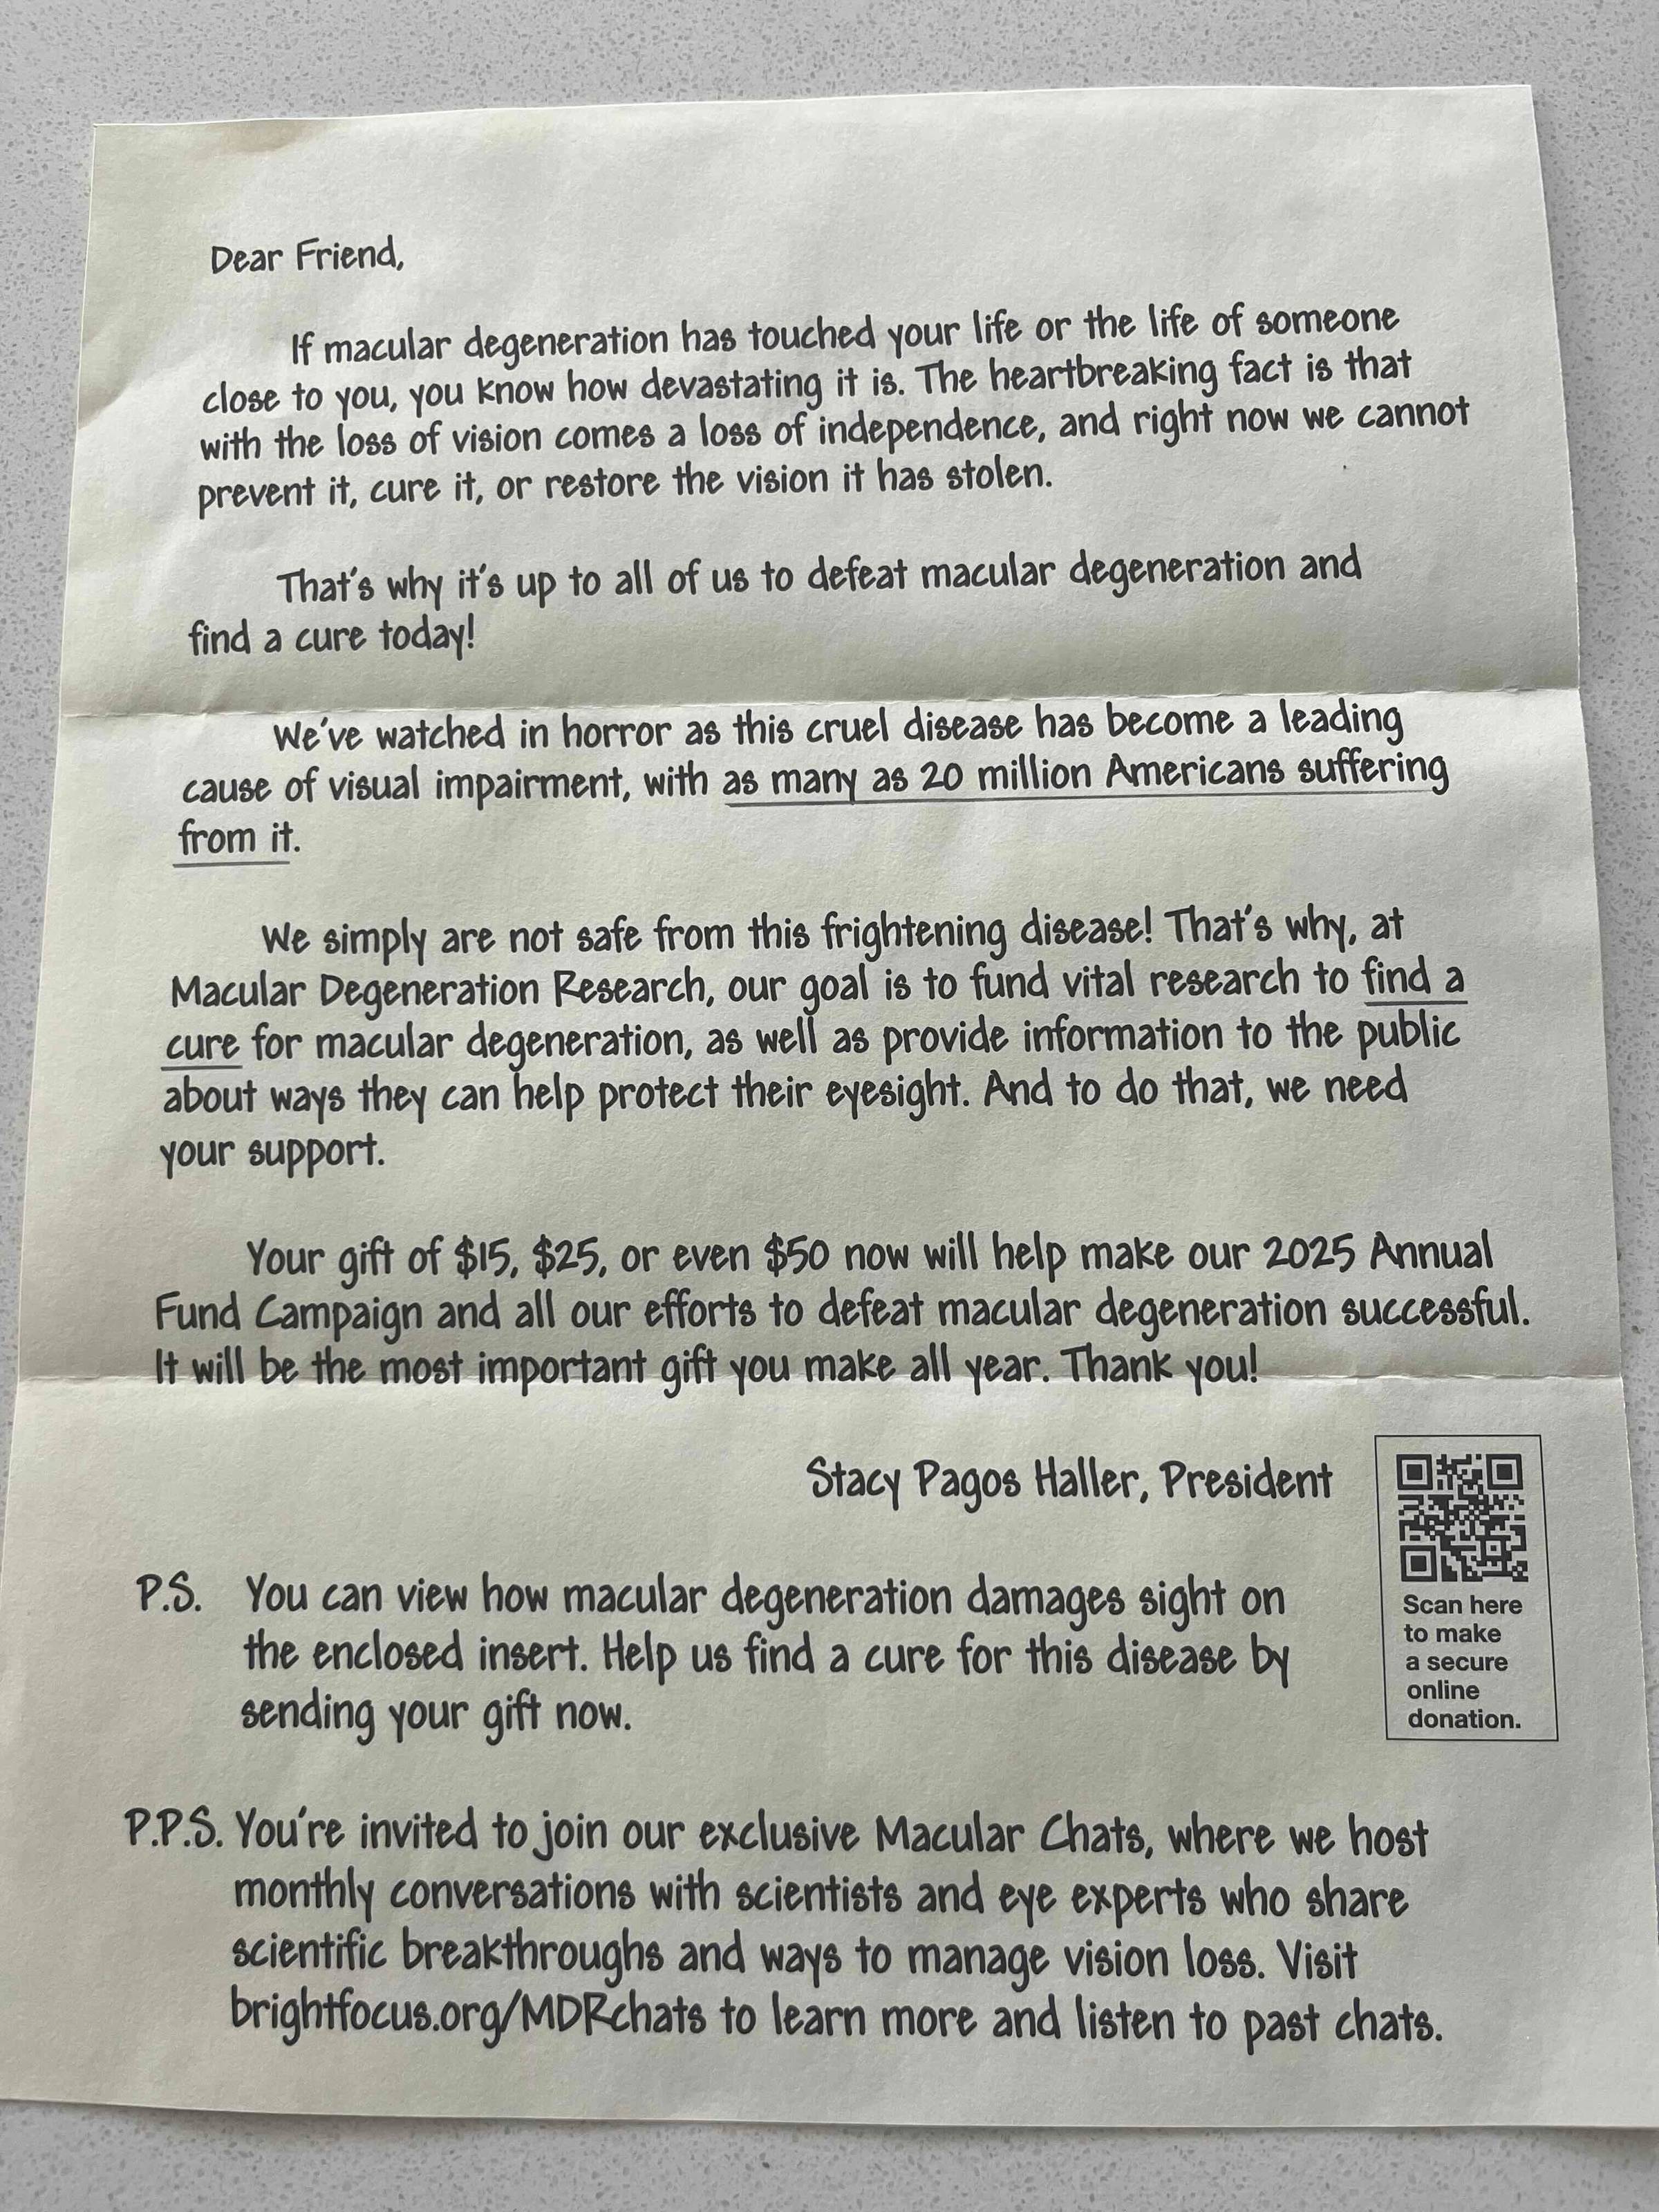 Dear Friend,
If macular degeneration has touched your life or the life of someone
close to you, you know how devastating it is. The heartbreaking fact is that
with the loss of vision comes a loss of independence, and right now we cannot
prevent it, cure it, or restore the vision it has stolen.
That's why it's up to all of us to defeat macular degeneration and
find a cure today!
We've watched in horror as this cruel disease has become a leading
cause of visual impairment, with as many as 20 million Americans suffering
from it.
We simply are not safe from this frightening disease! That's why, at
Macular Degeneration Research, our goal is to fund vital research to find a
cure for macular degeneration, as well as provide information to the public
about ways they can help protect their eyesight. And to do that, we need
your support.
Your gift of $15, $25, or even $50 now will help make our 2025 Annual
Fund Campaign and all our efforts to defeat macular degeneration successful.
It will be the most important gift you make all year. Thank you!
Stacy Pagos Haller, President
P.S. You can view how macular degeneration damages sight on
the enclosed insert. Help us find a cure for this disease by
sending your gift now.
Scan here
to make
a secure
online
donation.
P.P.S. You're invited to join our exclusive Macular Chats, where we host
monthly conversations with scientists and eye experts who share
scientific breakthroughs and ways to manage vision loss. Visit
brightfocus.org/MDRchats to learn more and listen to past chats.